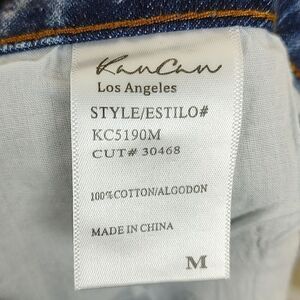 KanCan
Los Angeles
STYLE/ESTILO#
KC5190M
CUT# 30468
100%COTTON/ALGODON
MADE IN CHINA
M